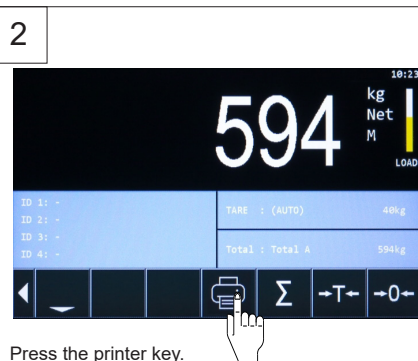 2
10:23
594
kg
Net
M
LOAD
ID 1: -
ID 2: -
ID 3: -
ID 4: -
TARE : (AUTO) 40kg
Total : Total A 594kg
Σ →T← →0←
Press the printer key.